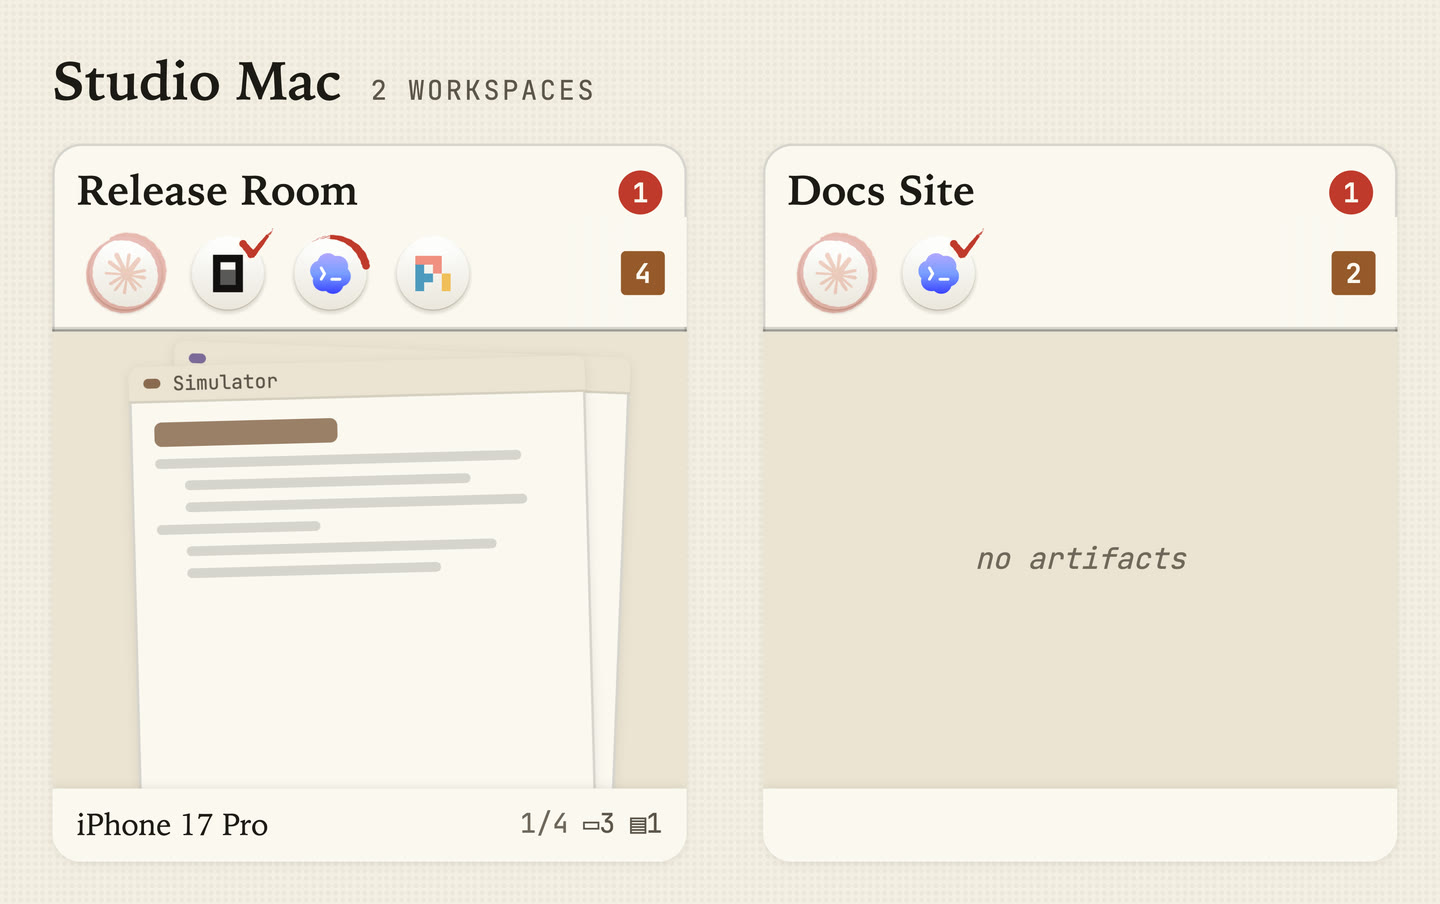 Studio Mac 2 WORKSPACES
Release Room 1
4
Simulator
iPhone 17 Pro 1/4 ▭3 ▤1
Docs Site 1
2
no artifacts